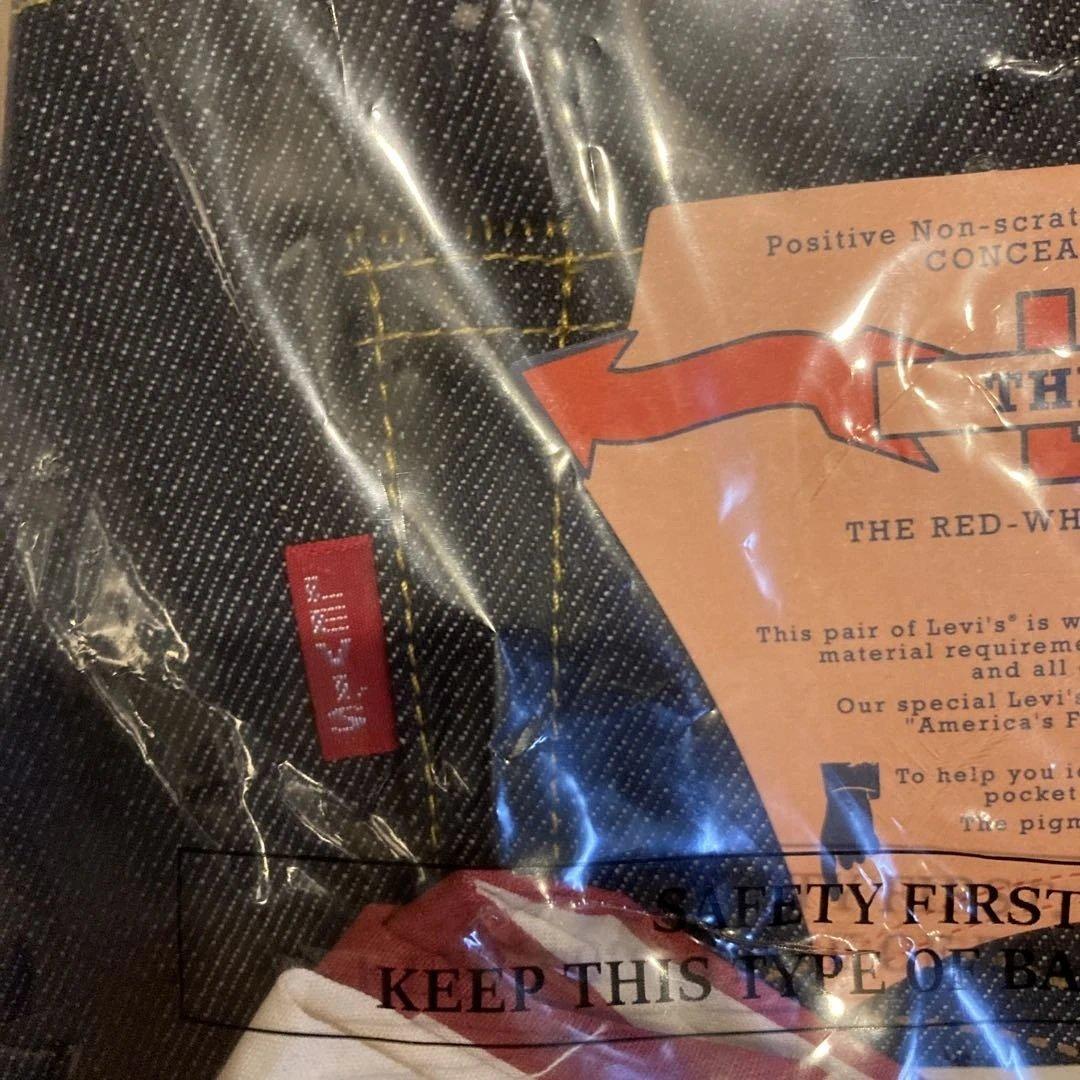 Positive Non-scrat
CONCEA
TH
THE RED-WH
LEVI'S
This pair of Levi's® is w
material requireme
and all
Our special Levi's
"America's F
To help you i
pocket
The pigm
SAFETY FIRST
KEEP THIS TYPE OF BA